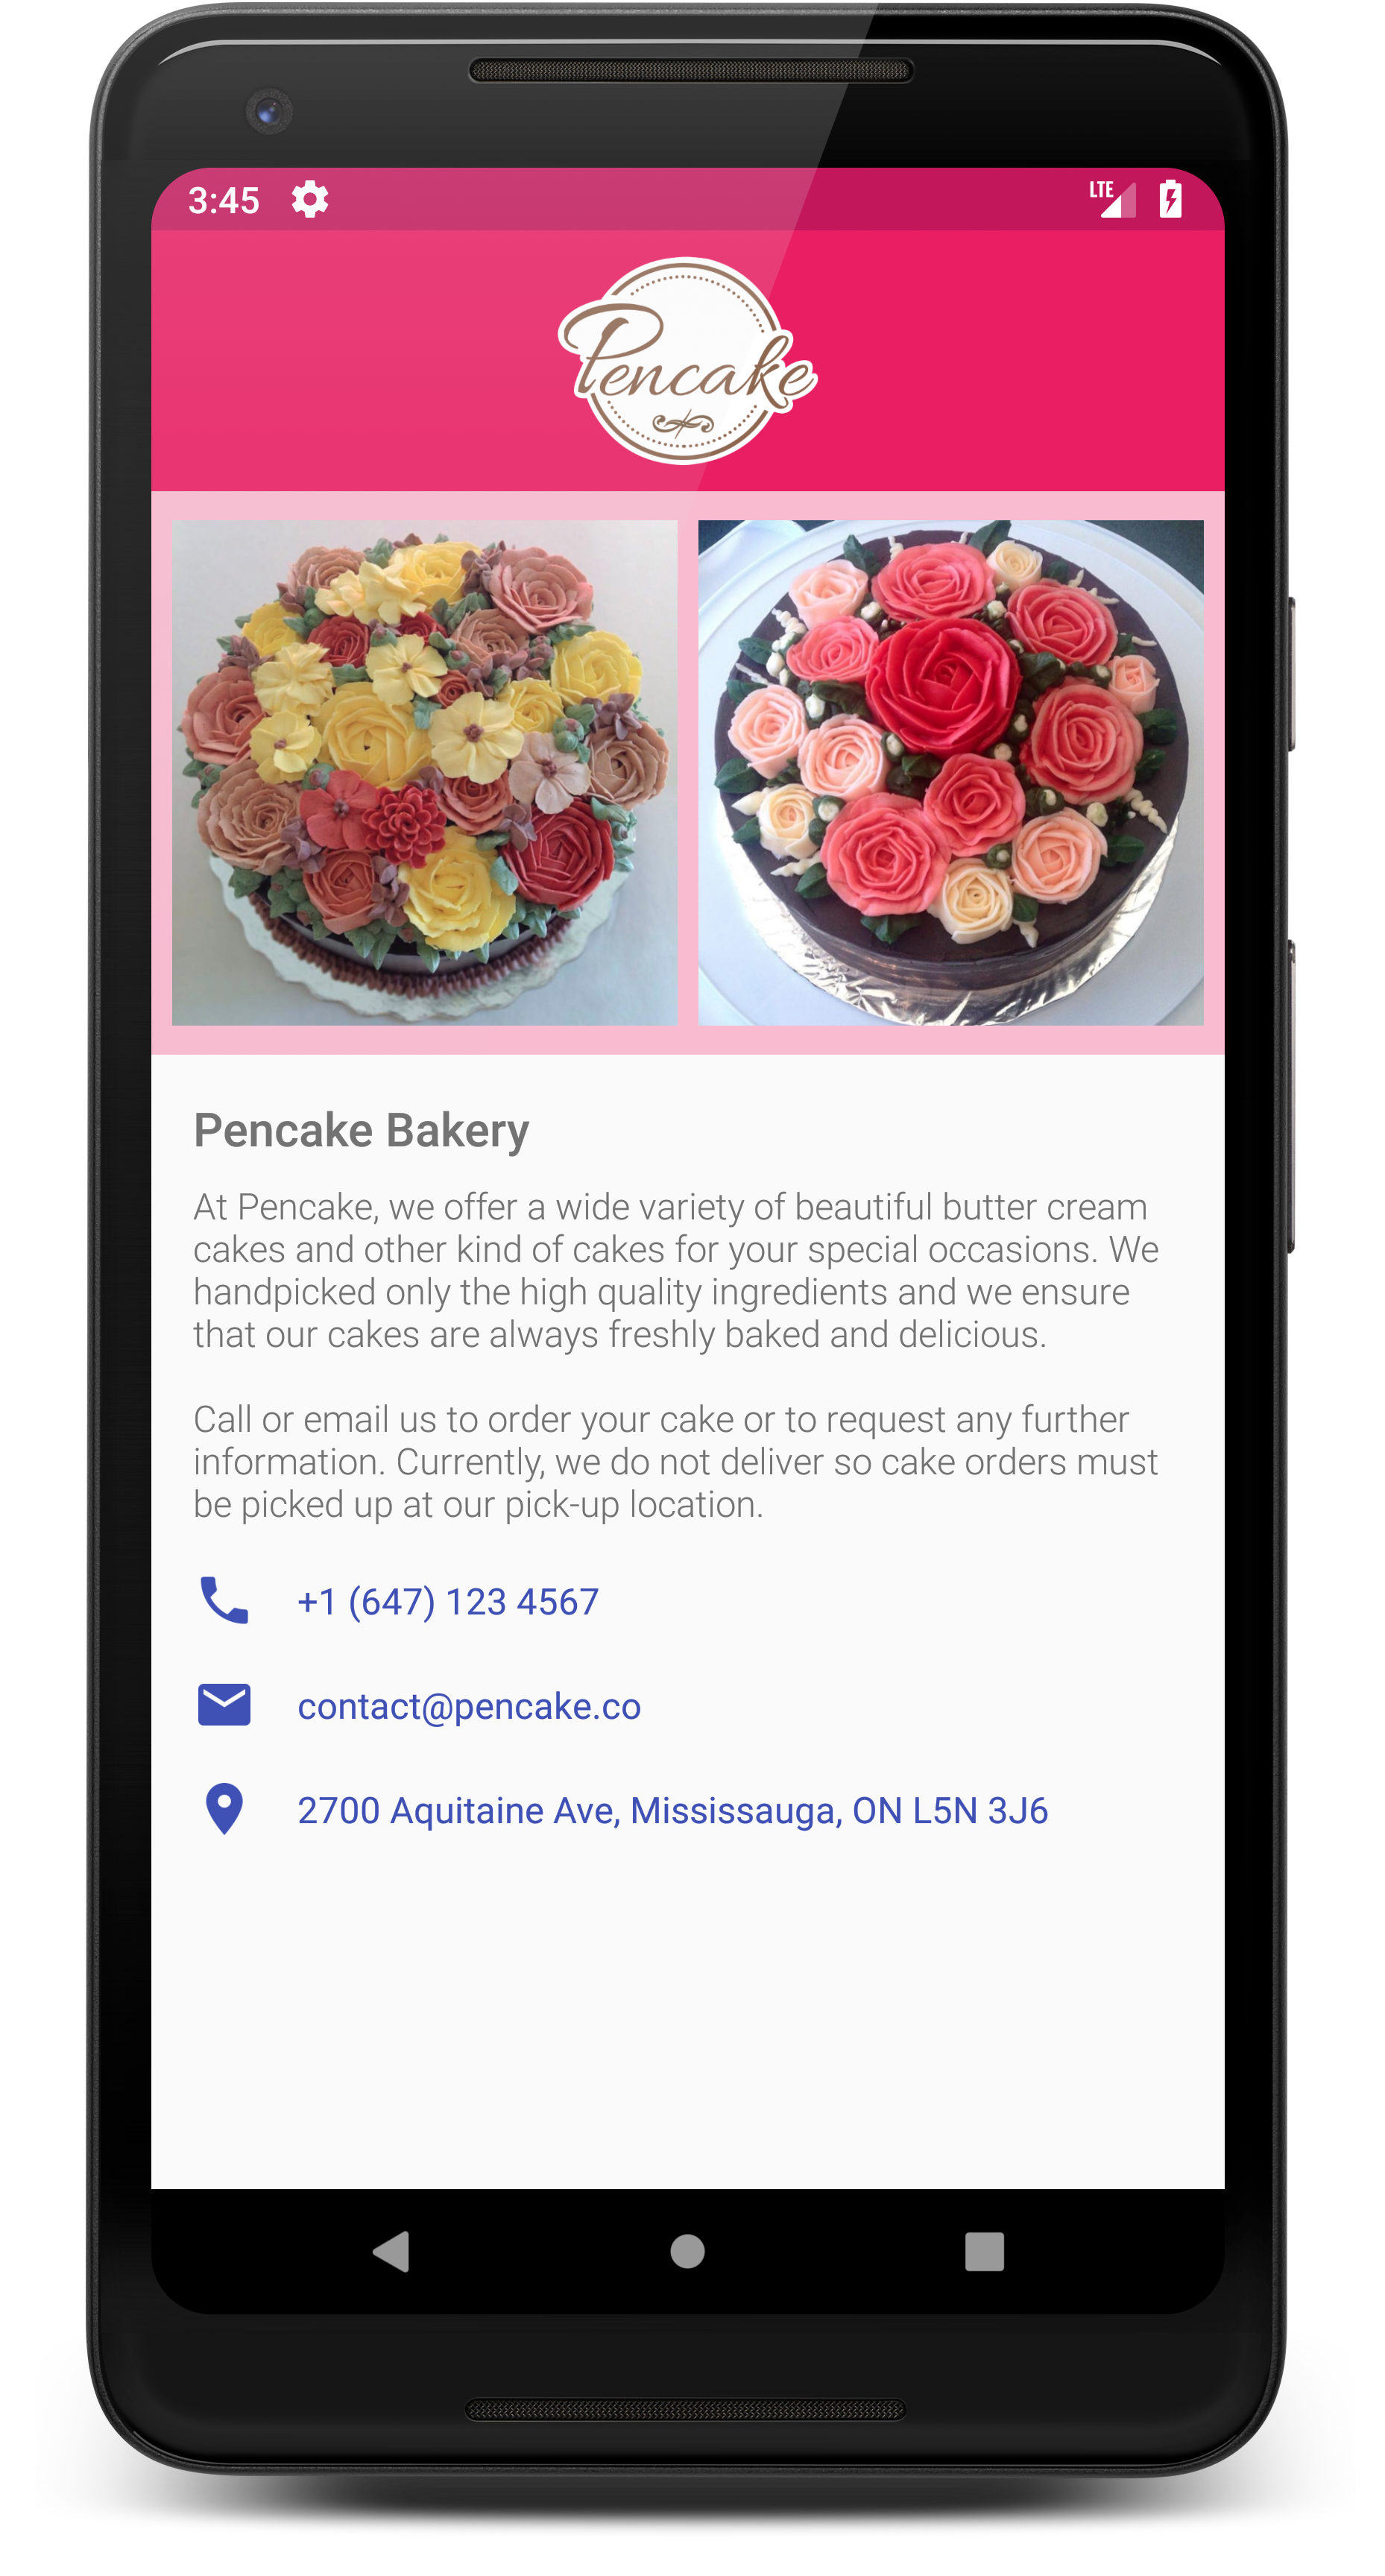 3:45
LTE
Pencake
Pencake Bakery
At Pencake, we offer a wide variety of beautiful butter cream
cakes and other kind of cakes for your special occasions. We
handpicked only the high quality ingredients and we ensure
that our cakes are always freshly baked and delicious.
Call or email us to order your cake or to request any further
information. Currently, we do not deliver so cake orders must
be picked up at our pick-up location.
+1 (647) 123 4567
contact@pencake.co
2700 Aquitaine Ave, Mississauga, ON L5N 3J6